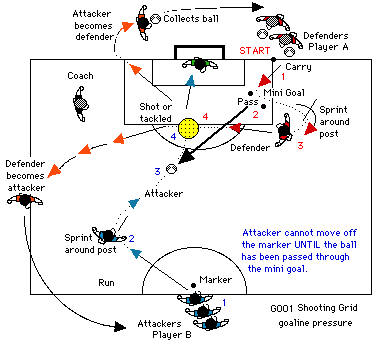 Attacker
becomes
defender
Collects ball
Defenders
Player A
START
Carry
1
Coach
Mini Goal
Shot or
tackled
Pass
2
4
4
Sprint
around
post
3
Defender
Defender
becomes
attacker
3
Attacker
Sprint
around post
2
Attacker cannot move off
the marker UNTIL the ball
has been passed through
the mini goal.
Run
Marker
1
Attackers
Player B
G001 Shooting Grid
goaline pressure